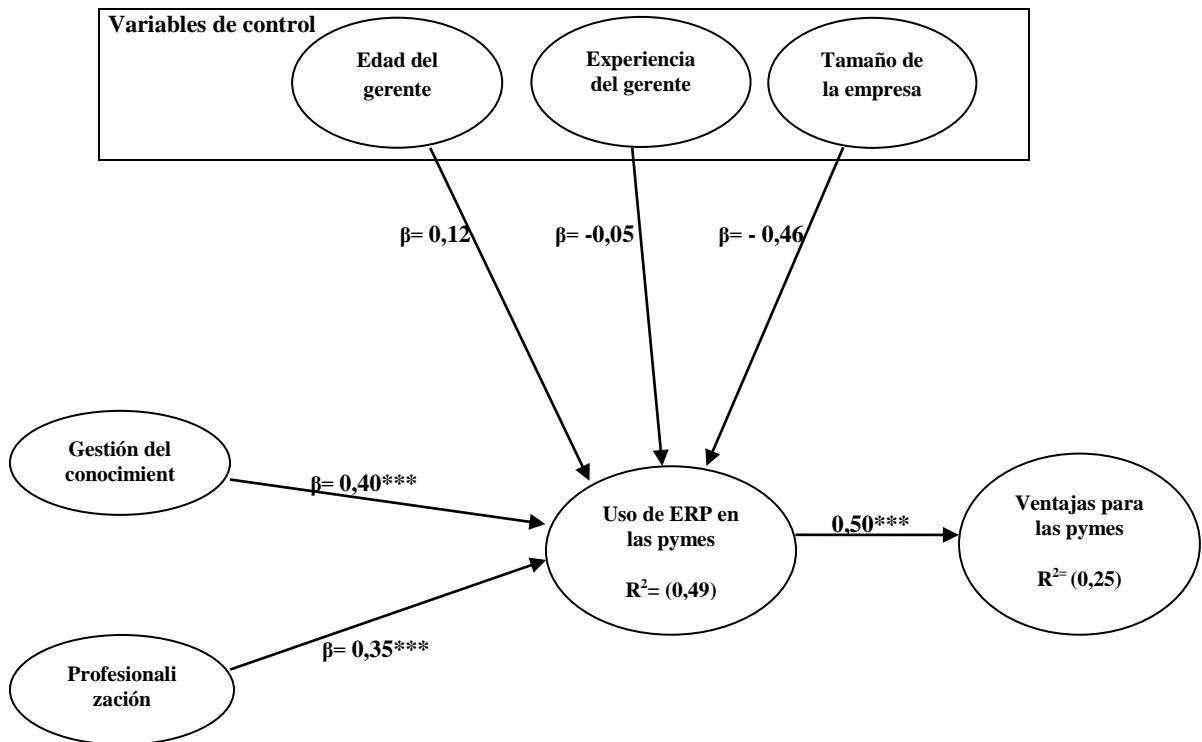 Variables de control
Edad del
gerente
Experiencia
del gerente
Tamaño de
la empresa
β= 0,12
β= -0,05
β= - 0,46
Gestión del
conocimient
β= 0,40***
Uso de ERP en
las pymes
R²= (0,49)
0,50***
Ventajas para
las pymes
R²⁼ (0,25)
β= 0,35***
Profesionali
zación